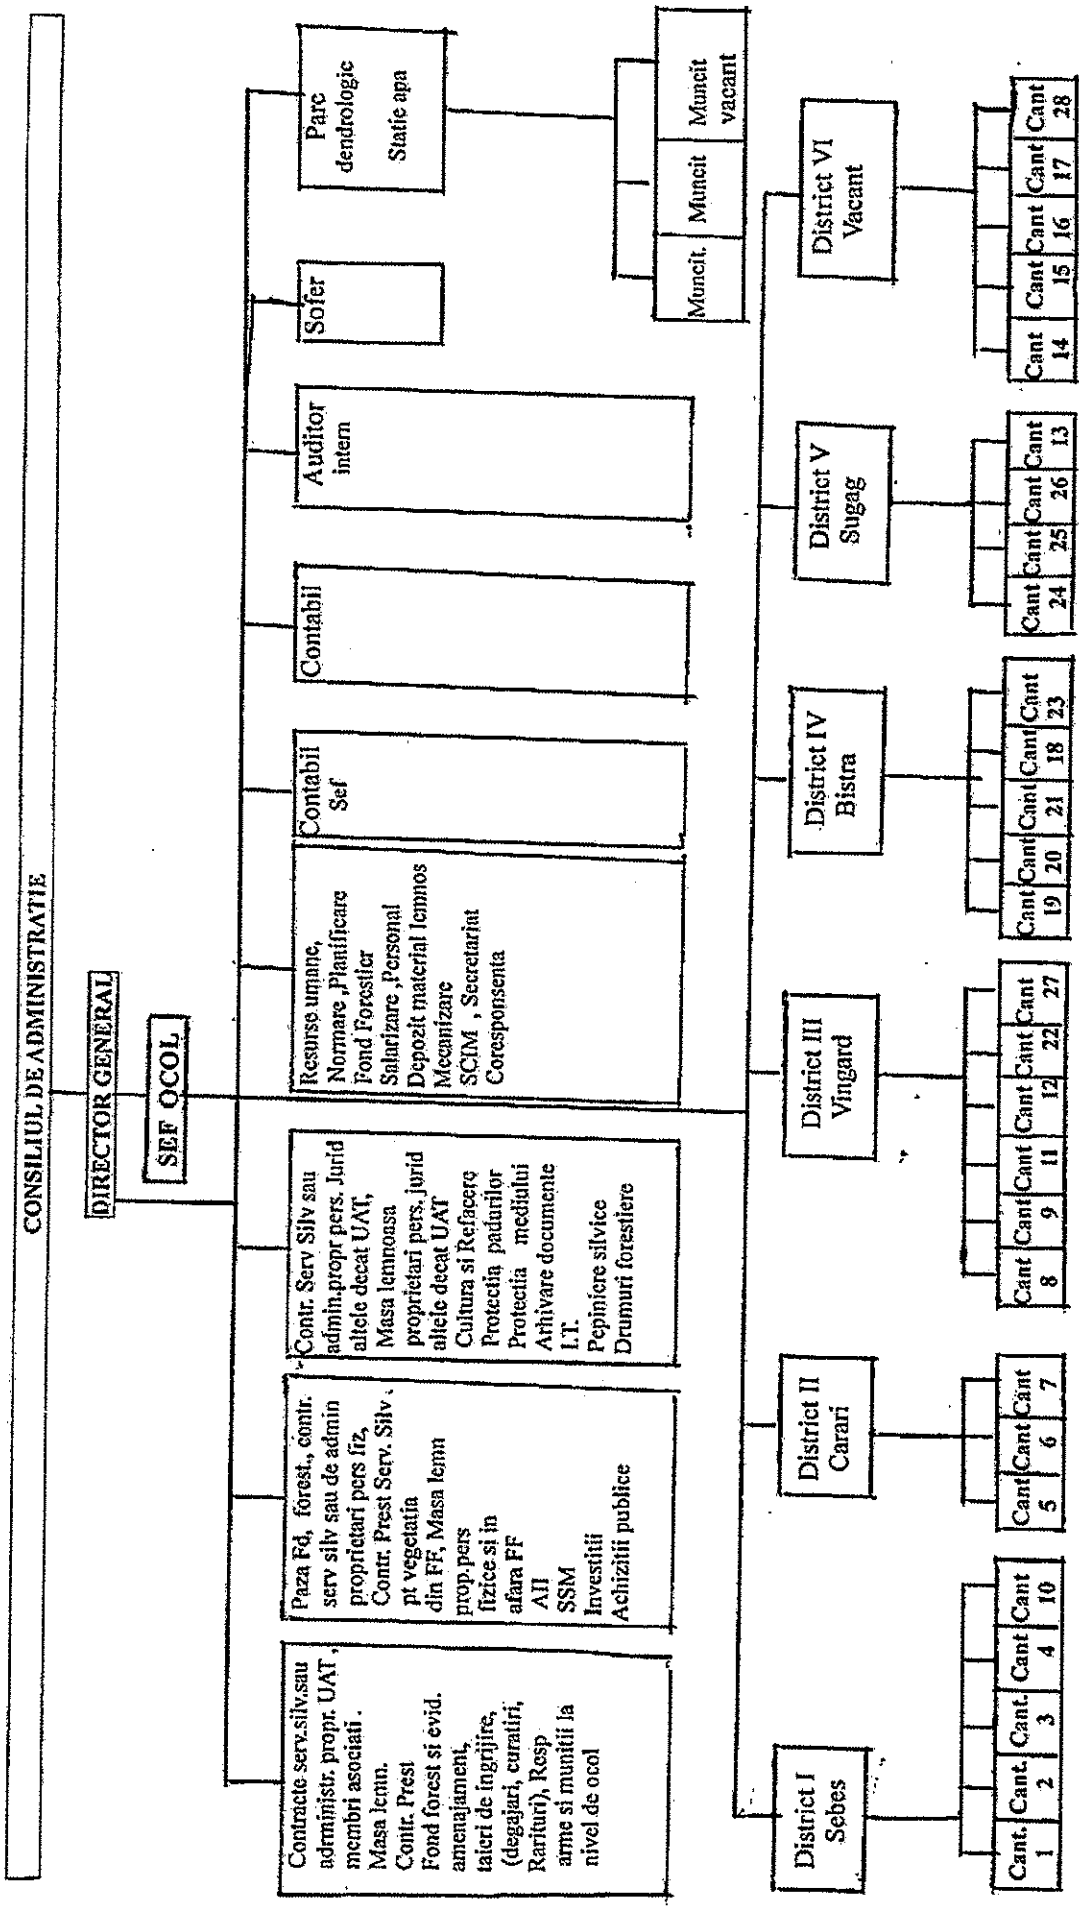 CONSILIUL DE ADMINISTRATIE
DIRECTOR GENERAL
SEF OCOL
Contracte serv.silv.sau
adrministr. propr. UAT ,
membri asociati .
Masa lemn.
Contr. Prest
Fond forest si evid.
amenajament,
taieri de ingrijire,
(degajari, curatiri,
Rarituri), Resp
arme si munitii la
nivel de ocol
Paza Fd, forest., contr.
serv silv sau de admin
proprietari pers fiz,
Contr. Prest Serv. Silv .
pt vegetatia
din FF, Masa lemn
prop.pers
fizice si in
afara FF
AII
SSM
Investitii
Achizitii publice
Contr. Serv Silv sau
admin.propr pers. Jurid
altele decat UAT,
Masa lemnoasa
proprietari pers. jurid
altele decat UAT
Cultura si Refacere
Protectia padurilor
Protectia mediului
Arhivare documente
I.T.
Pepiniere silvice
Drumuri forestiere
Resurse umane,
Normare ,Planificare
Fond Forestier
Salarizare ,Personal
Depozit material lemnos
Mecanizare
SCIM , Secretariat
Coresponsenta
Contabil
Sef
Contabil
Auditor
intern
Sofer
Parc
dendrologic
Statie apa
Muncit.
Muncit
Muncit
vacant
District I
Sebes
District II
Carari
District III
Vingard
District IV
Bistra
District V
Sugag
District VI
Vacant
Cant.
1
Cant.
2
Cant.
3
Cant
4
Cant
10
Cant
5
Cant
6
Cant
7
Cant
8
Cant
9
Cant
11
Cant
12
Cant
22
Cant
27
Cant
19
Cant
20
Cant
21
Cant
18
Cant
23
Cant
24
Cant
25
Cant
26
Cant
13
Cant
14
Cant
15
Cant
16
Cant
17
Cant
28